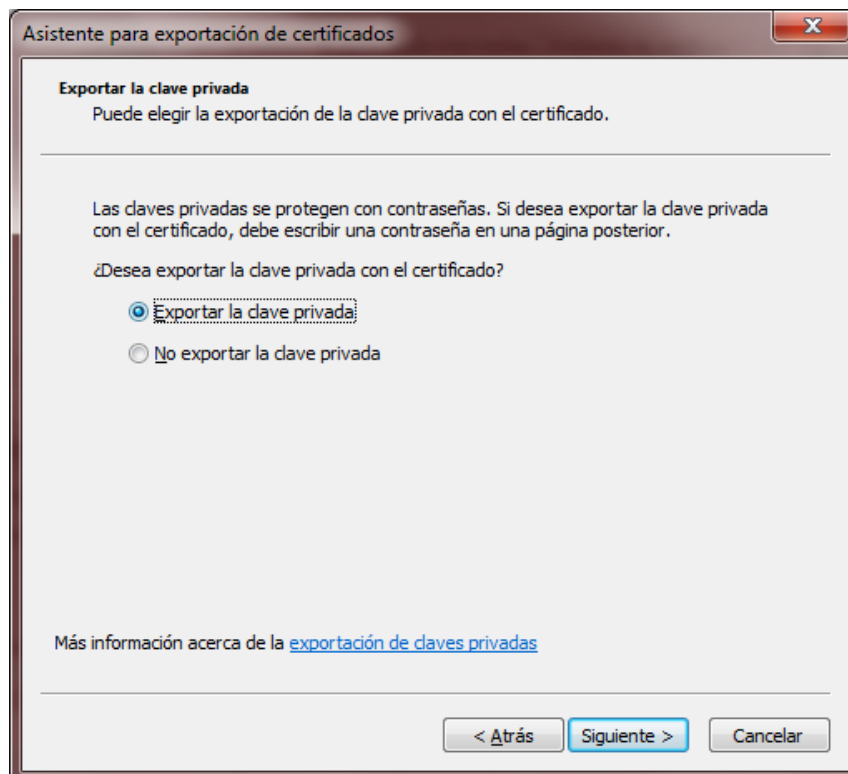 Asistente para exportación de certificados
Exportar la clave privada
Puede elegir la exportación de la clave privada con el certificado.
Las claves privadas se protegen con contraseñas. Si desea exportar la clave privada
con el certificado, debe escribir una contraseña en una página posterior.
¿Desea exportar la clave privada con el certificado?
Exportar la clave privada
No exportar la clave privada
Más información acerca de la exportación de claves privadas
< Atrás Siguiente > Cancelar